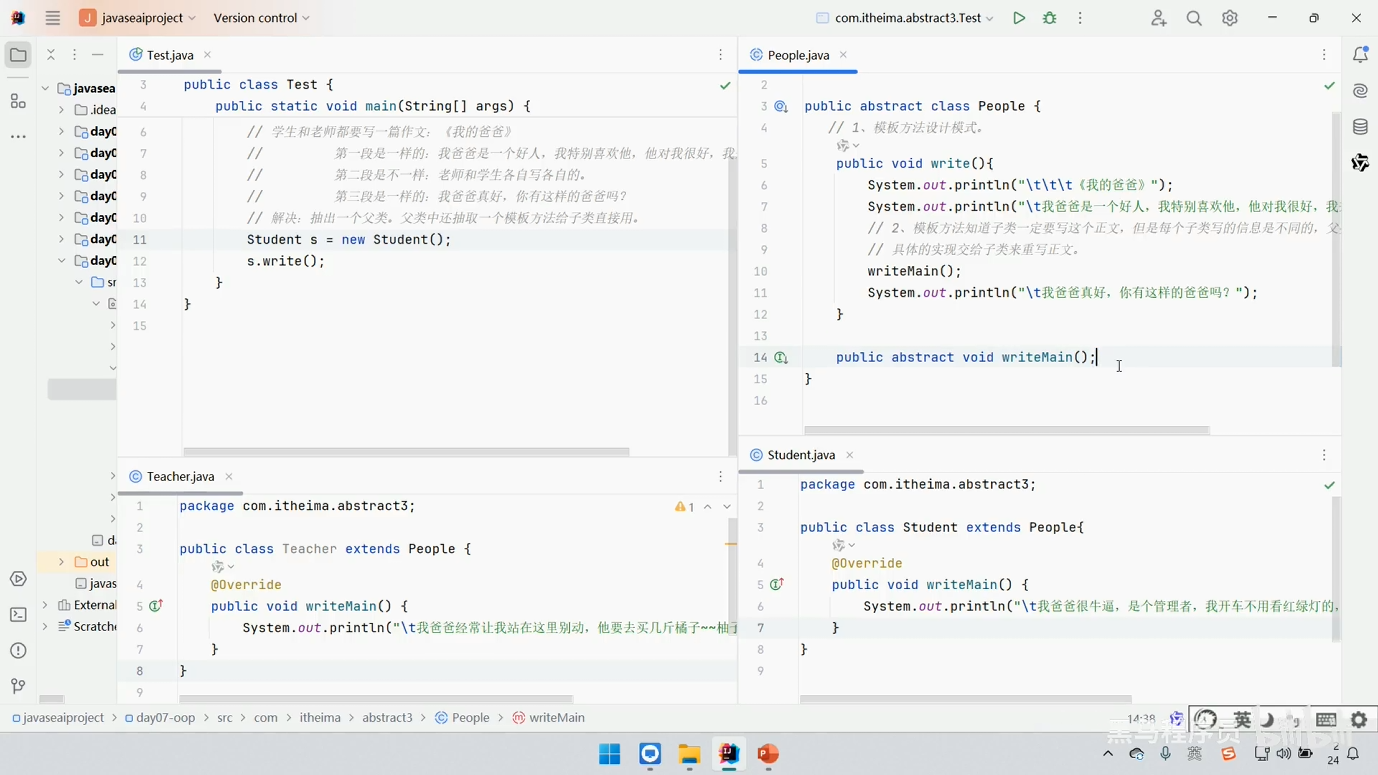 javaseaiproject
Version control
com.itheima.abstract3.Test
javasea
.idea
day0
day0
day0
day0
day0
day0
day0
out
javas
External
Scratche
Test.java
3 public class Test {
4 public static void main(String[] args) {
6 // 学生和老师都要写一篇作文：《我的爸爸》
7 // 第一段是一样的：我爸爸是一个好人，我特别喜欢他，他对我很好，我
8 // 第二段是不一样：老师和学生各自写各自的。
9 // 第三段是一样的：我爸爸真好，你有这样的爸爸吗？
10 // 解决：抽出一个父类。父类中还抽取一个模板方法给子类直接用。
11 Student s = new Student();
12 s.write();
13 }
14 }
15
People.java
2
3 public abstract class People {
4 // 1、模板方法设计模式。
5 public void write(){
6 System.out.println("\t\t\t《我的爸爸》");
7 System.out.println("\t我爸爸是一个好人，我特别喜欢他，他对我很好，我
8 // 2、模板方法知道子类一定要写这个正文，但是每个子类写的信息是不同的，父
9 // 具体的实现交给子类来重写正文。
10 writeMain();
11 System.out.println("\t我爸爸真好，你有这样的爸爸吗？");
12 }
13
14 public abstract void writeMain();
15 }
16
Teacher.java
1 package com.itheima.abstract3;
1
2
3 public class Teacher extends People {
4 @Override
5 public void writeMain() {
6 System.out.println("\t我爸爸经常让我站在这里别动，他要去买几斤橘子~~柚子
7 }
8 }
9
Student.java
1 package com.itheima.abstract3;
2
3 public class Student extends People{
4 @Override
5 public void writeMain() {
6 System.out.println("\t我爸爸很牛逼，是个管理者，我开车不用看红绿灯的，
7 }
8 }
9
javaseaiproject > day07-oop > src > com > itheima > abstract3 > People > writeMain
14:38
英
黑马程序员
英
2
24